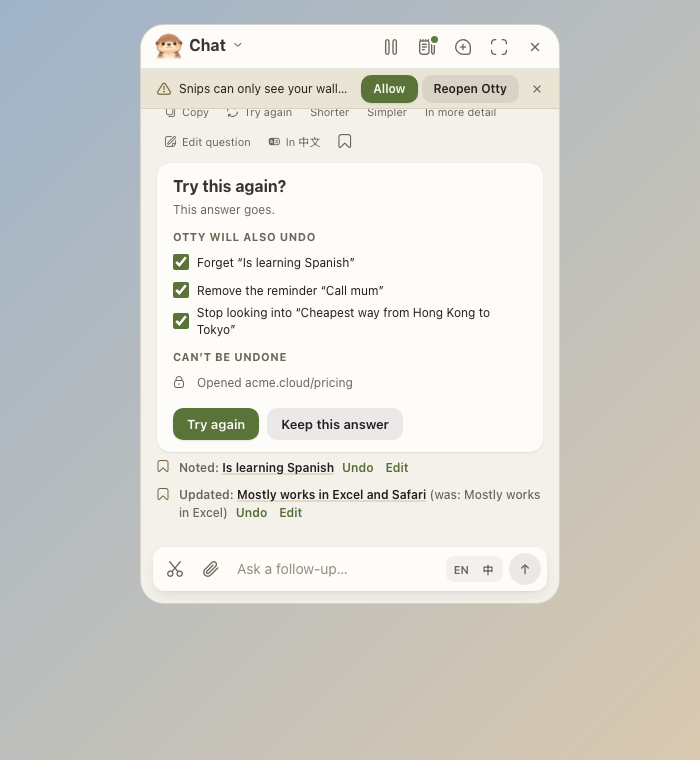 Chat
Snips can only see your wall...
Allow
Reopen Otty
Copy
Try again
Shorter
Simpler
In more detail
Edit question
In 中文
Try this again?
This answer goes.
OTTY WILL ALSO UNDO
Forget “Is learning Spanish”
Remove the reminder “Call mum”
Stop looking into “Cheapest way from Hong Kong to
Tokyo”
CAN’T BE UNDONE
Opened acme.cloud/pricing
Try again
Keep this answer
Noted: Is learning Spanish Undo Edit
Updated: Mostly works in Excel and Safari (was: Mostly works
in Excel) Undo Edit
Ask a follow-up...
EN 中